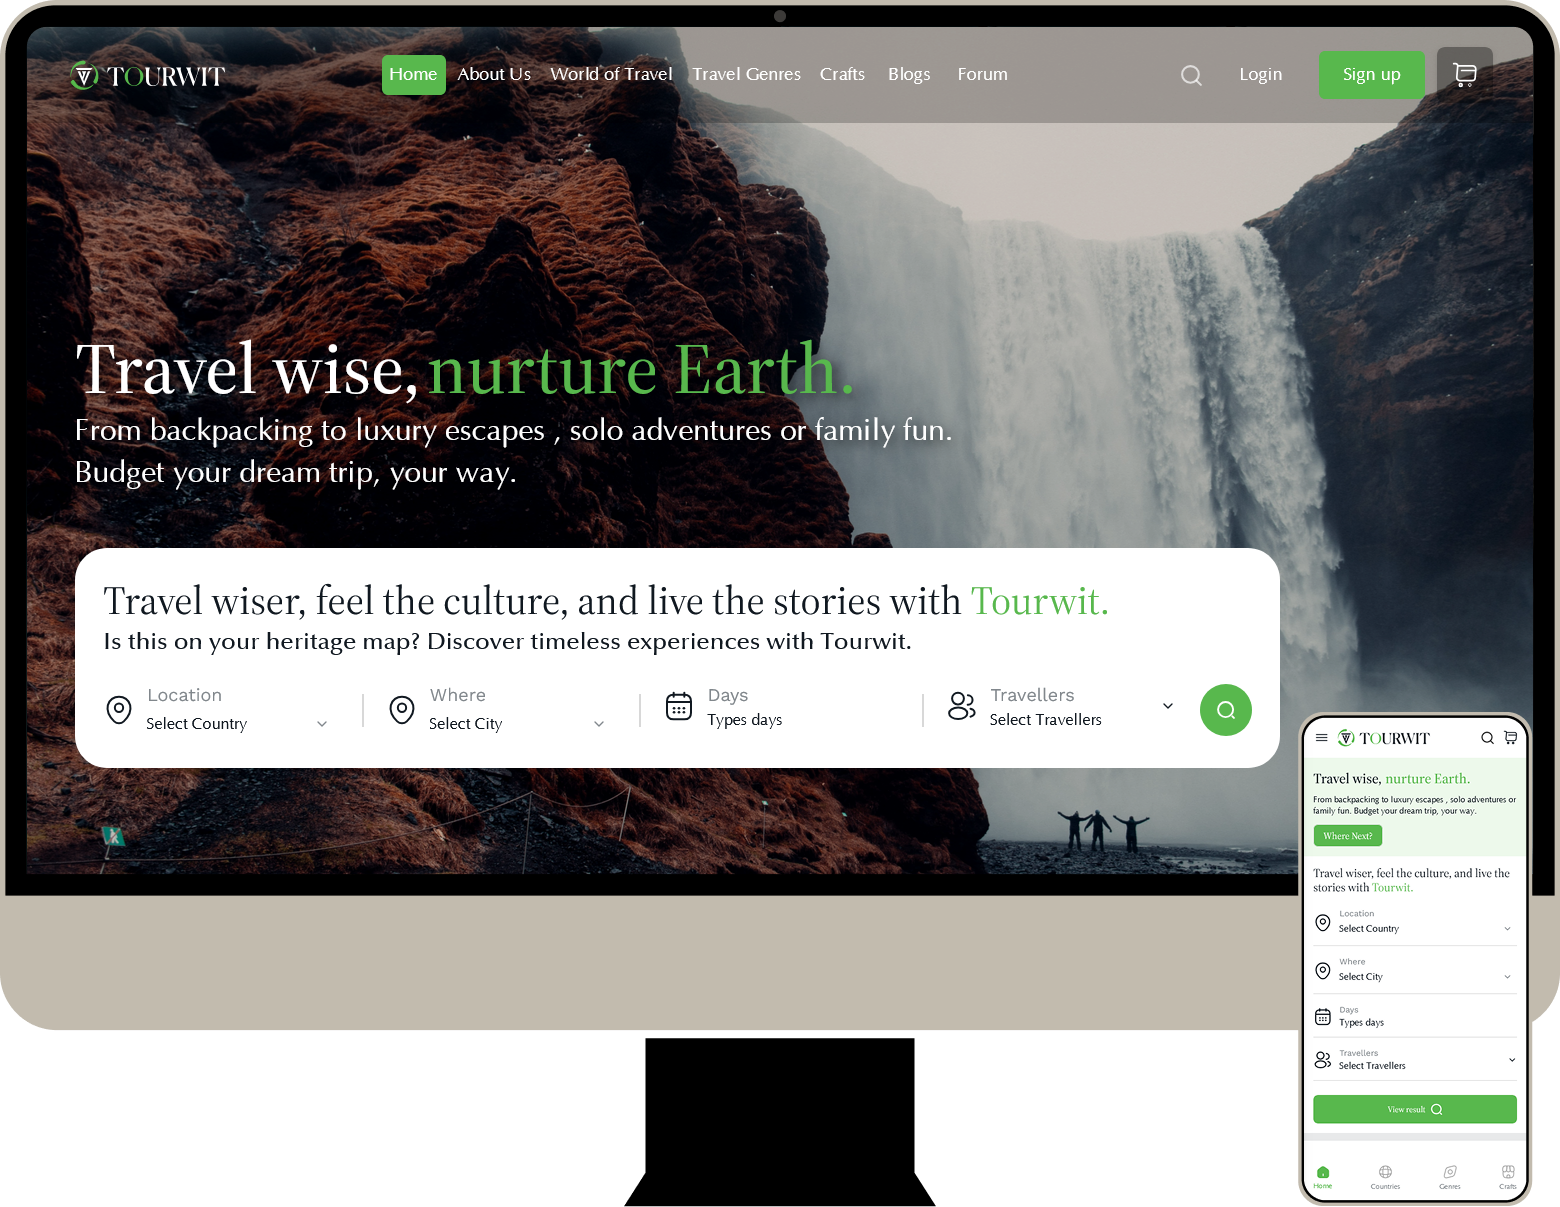 TOURWIT
Home About Us World of Travel Travel Genres Crafts Blogs Forum Login Sign up
Travel wise, nurture Earth.
From backpacking to luxury escapes , solo adventures or family fun.
Budget your dream trip, your way.
Travel wiser, feel the culture, and live the stories with Tourwit.
Is this on your heritage map? Discover timeless experiences with Tourwit.
Location Where Days Travellers
Select Country Select City Types days Select Travellers
TOURWIT
Travel wise, nurture Earth.
From backpacking to luxury escapes , solo adventures or
family fun. Budget your dream trip, your way.
Where Next?
Travel wiser, feel the culture, and live the
stories with Tourwit.
Location
Select Country
Where
Select City
Days
Types days
Travellers
Select Travellers
View result
Home Countries Genres Crafts